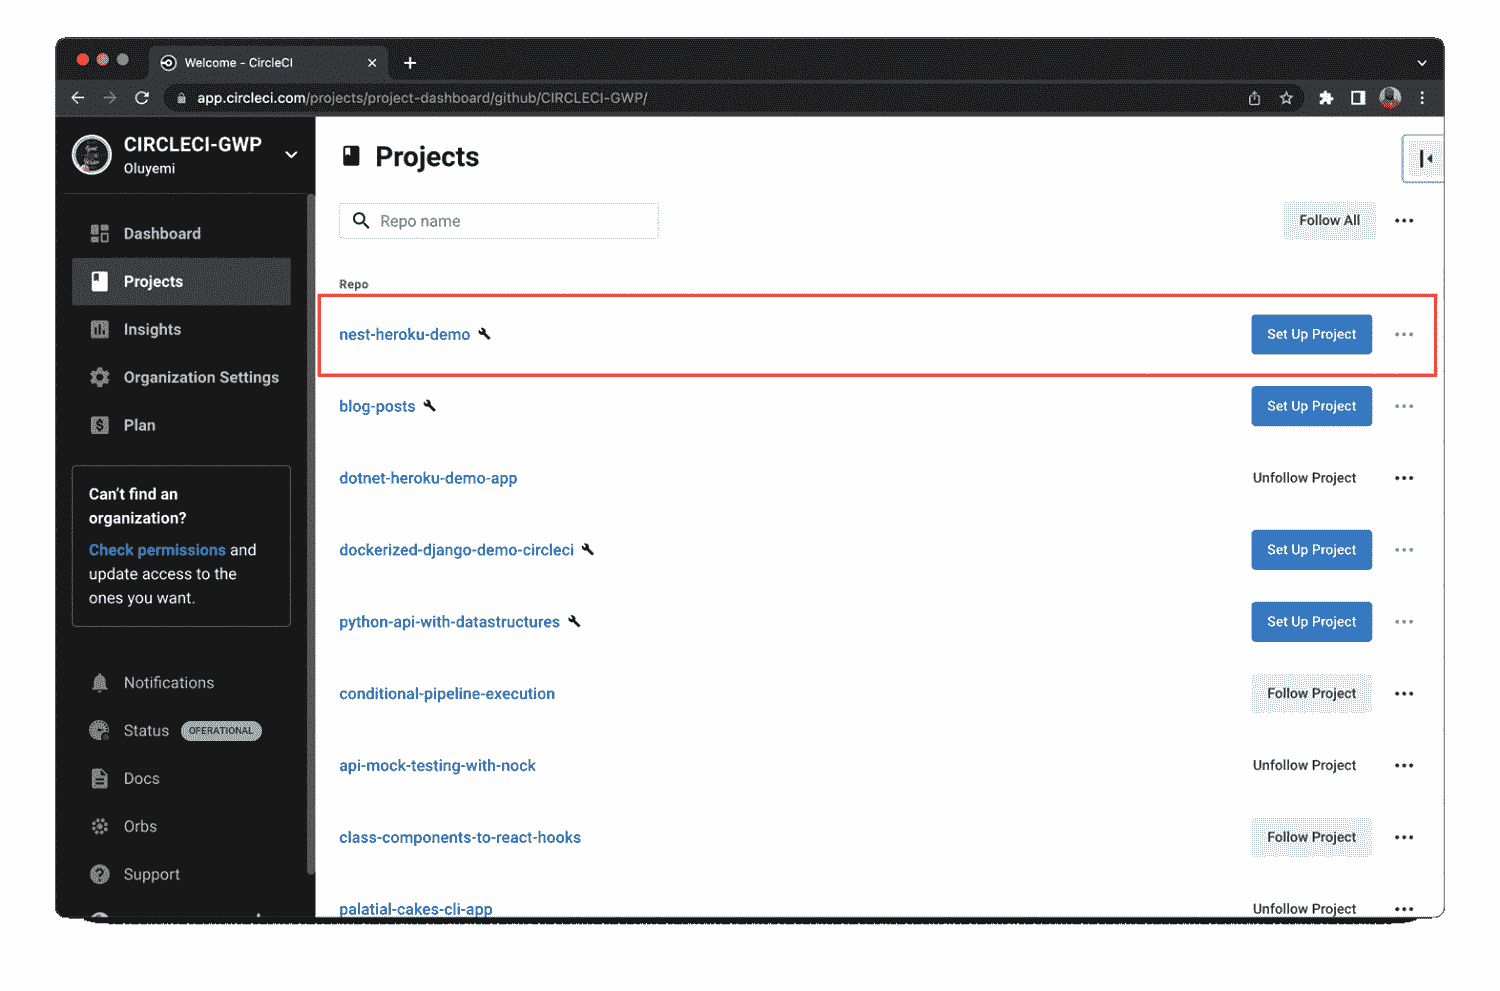 Welcome - CircleCI
app.circleci.com/projects/project-dashboard/github/CIRCLECI-GWP/
CIRCLECI-GWP
Oluyemi
Dashboard
Projects
Insights
Organization Settings
Plan
Can't find an
organization?
Check permissions and
update access to the
ones you want.
Notifications
Status OPERATIONAL
Docs
Orbs
Support
Projects
Repo name
Follow All
Repo
nest-heroku-demo Set Up Project
blog-posts Set Up Project
dotnet-heroku-demo-app Unfollow Project
dockerized-django-demo-circleci Set Up Project
python-api-with-datastructures Set Up Project
conditional-pipeline-execution Follow Project
api-mock-testing-with-nock Unfollow Project
class-components-to-react-hooks Follow Project
palatial-cakes-cli-app Unfollow Project